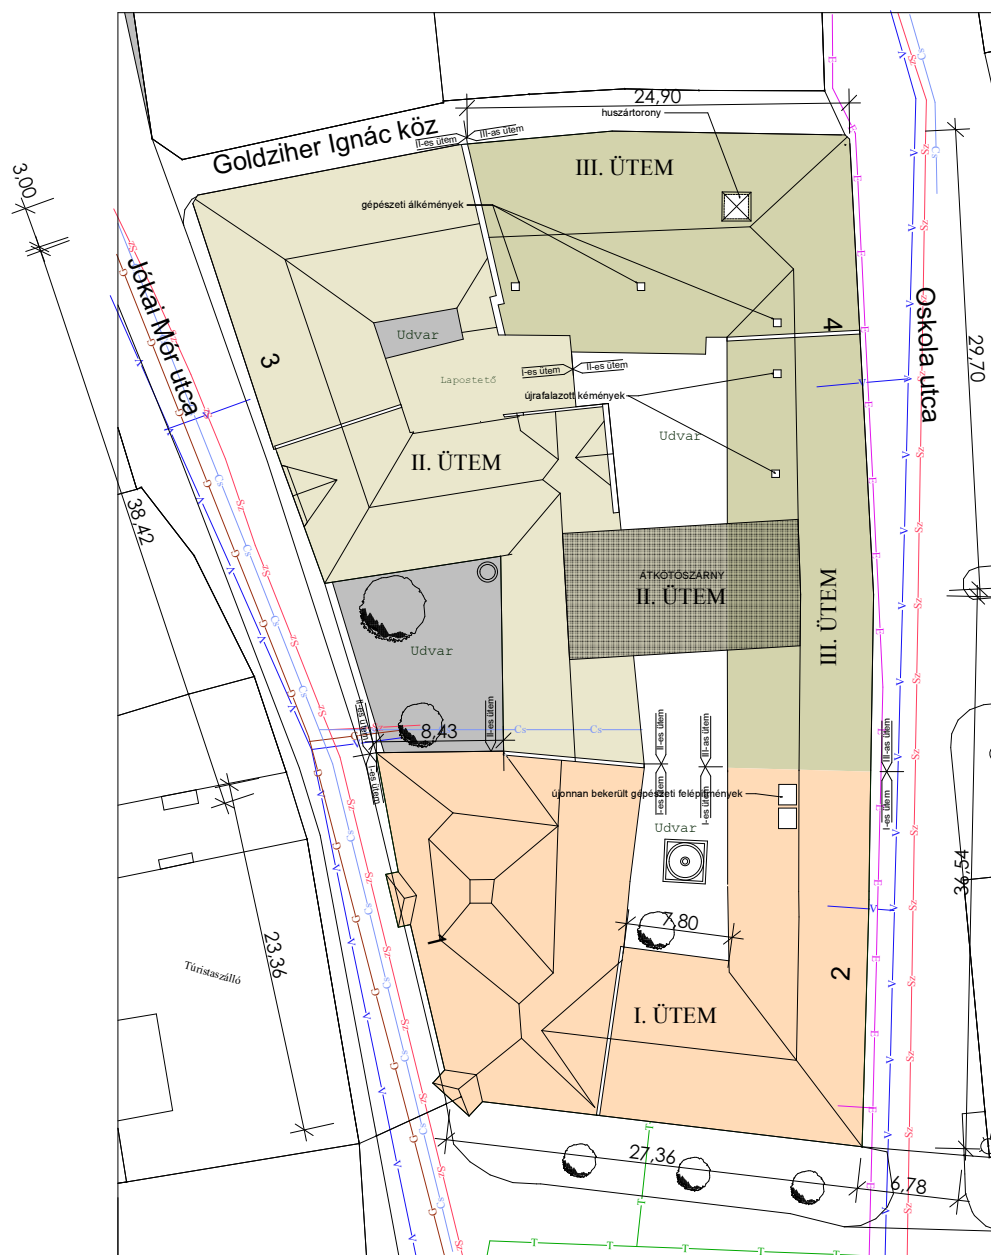 24,90
huszártorony
II-es ütem
III-as ütem
Goldziher Ignác köz
III. ÜTEM
3,00
gépészeti álkémények
Jókai Mór utca
Oskola utca
4
29,70
Udvar
3
Lapostető
I-es ütem
II-es ütem
újrafalazott kémények
Udvar
II. ÜTEM
38,42
ÁTKÖTŐSZÁRNY
II. ÜTEM
III. ÜTEM
Udvar
II-es ütem
I-es ütem
8,43
II-es ütem
II-es ütem
I-es ütem
III-as ütem
I-es ütem
III-as ütem
I-es ütem
újonnan bekerült gépészeti felépítmények
Udvar
36,54
7,80
1
23,36
Túristaszálló
2
I. ÜTEM
27,36
6,78